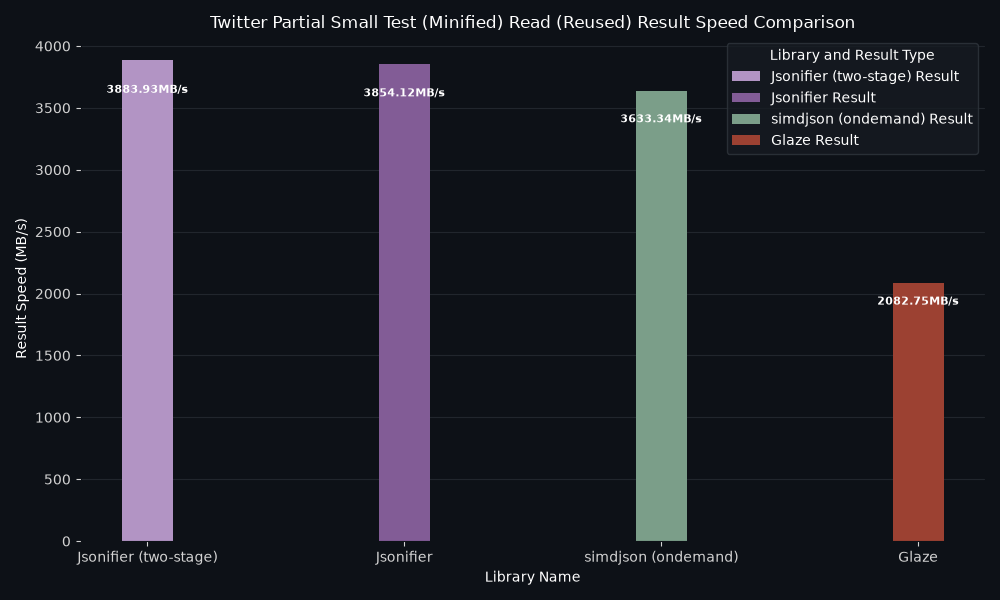 Twitter Partial Small Test (Minified) Read (Reused) Result Speed Comparison
Library and Result Type
Jsonifier (two-stage) Result
Jsonifier Result
simdjson (ondemand) Result
Glaze Result
Result Speed (MB/s)
4000
3500
3000
2500
2000
1500
1000
500
0
3883.93MB/s
3854.12MB/s
3633.34MB/s
2082.75MB/s
Jsonifier (two-stage)
Jsonifier
simdjson (ondemand)
Glaze
Library Name